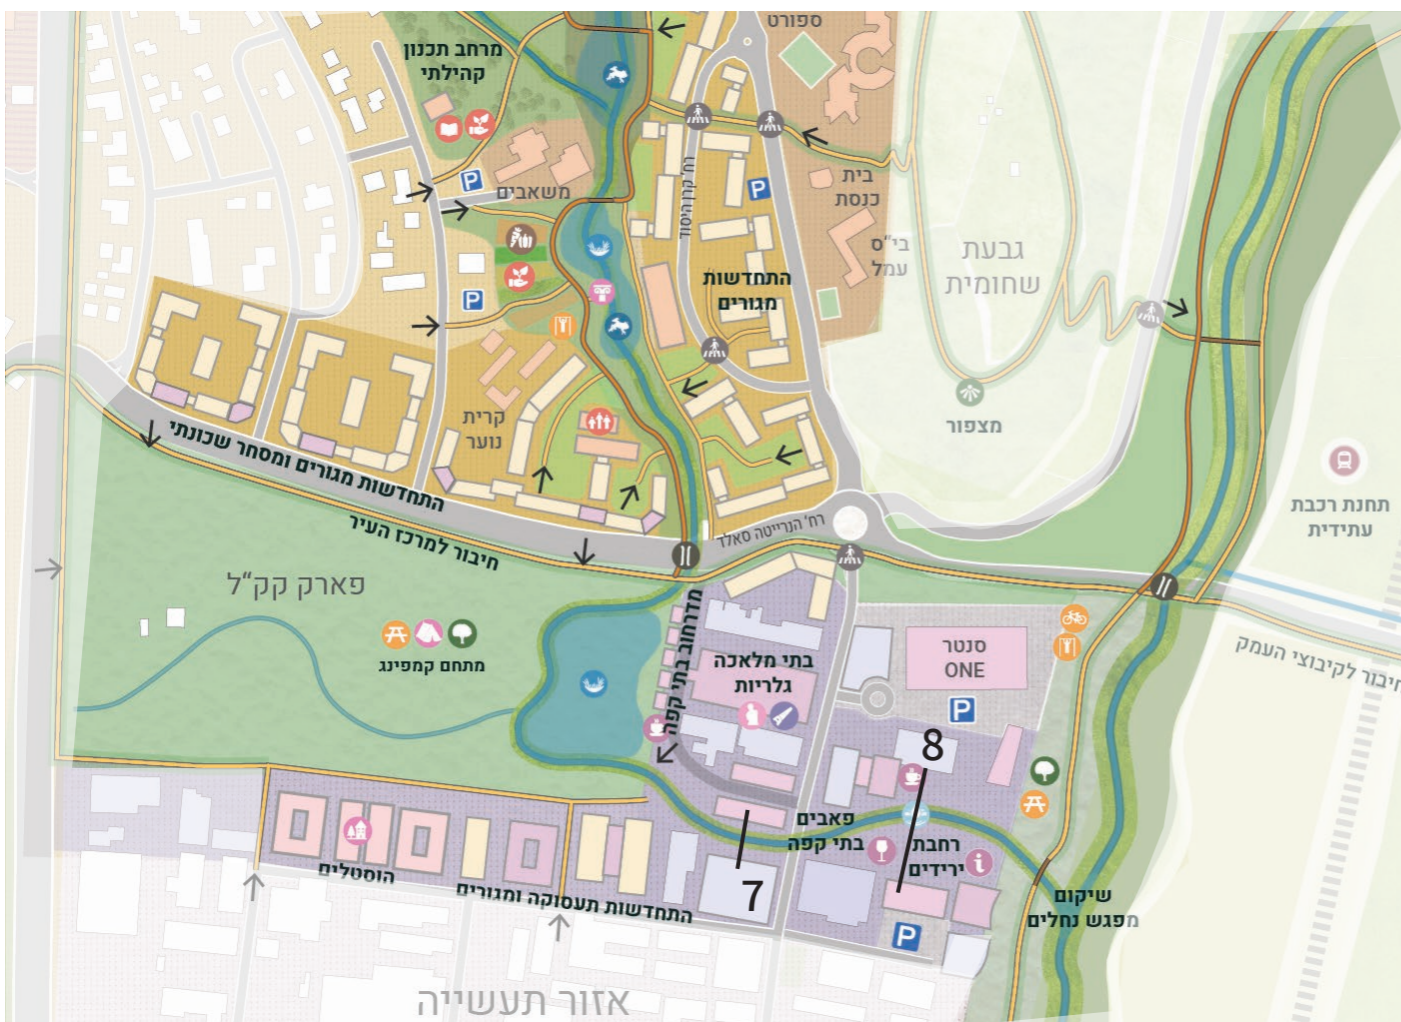 ספורט
מרחב תכנון
קהילתי
P
משאבים
רח' קרן היסוד
P
בית
כנסת
בי"ס
עמל
גבעת
שחומית
P
התחדשות
מגורים
מצפור
קרית
נוער
תחנת רכבת
עתידית
התחדשות מגורים ומסחר שכונתי
חיבור למרכז העיר
רח' הנרייטה סאלד
פארק קק"ל
מתחם קמפינג
מדרחוב בתי קפה
בתי מלאכה
גלריות
סנטר
ONE
P
חיבור לקיבוצי העמק
8
פאבים
בתי קפה
רחבת
ירידים
i
7
הוסטלים
התחדשות תעסוקה ומגורים
שיקום
מפגש נחלים
P
אזור תעשייה